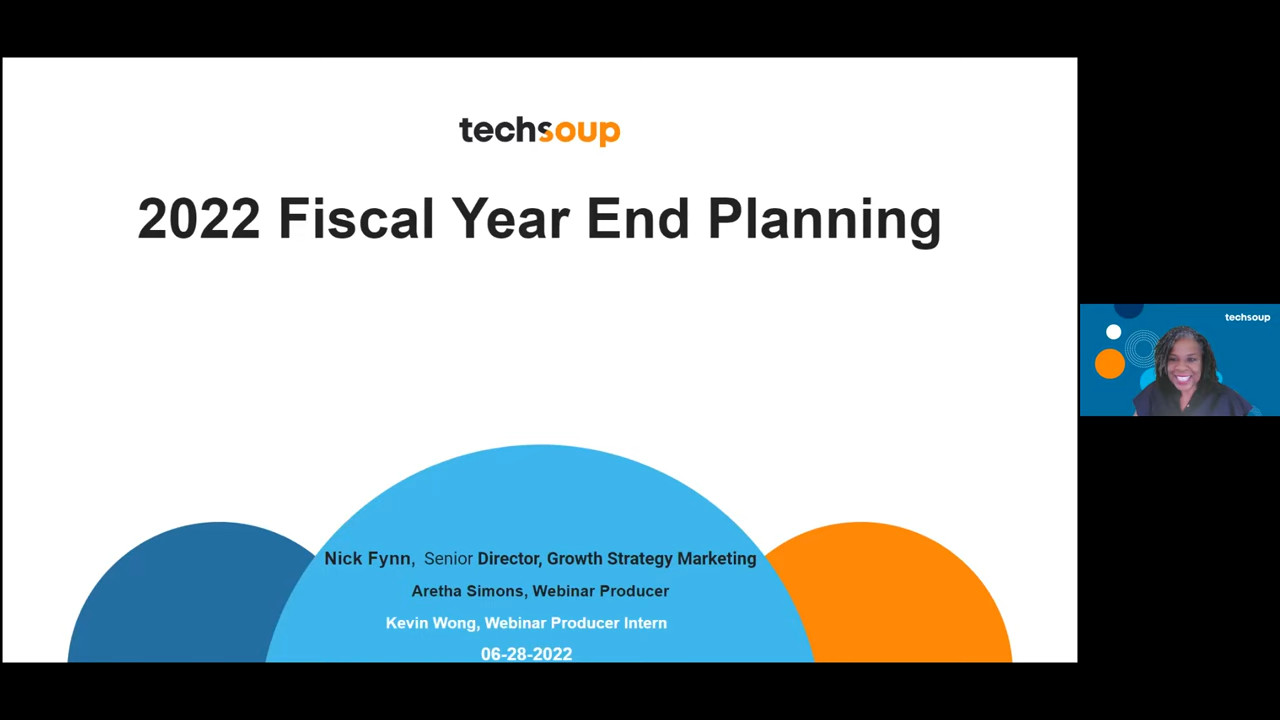 techsoup
2022 Fiscal Year End Planning
techsoup
Nick Fynn, Senior Director, Growth Strategy Marketing
Aretha Simons, Webinar Producer
Kevin Wong, Webinar Producer Intern
06-28-2022